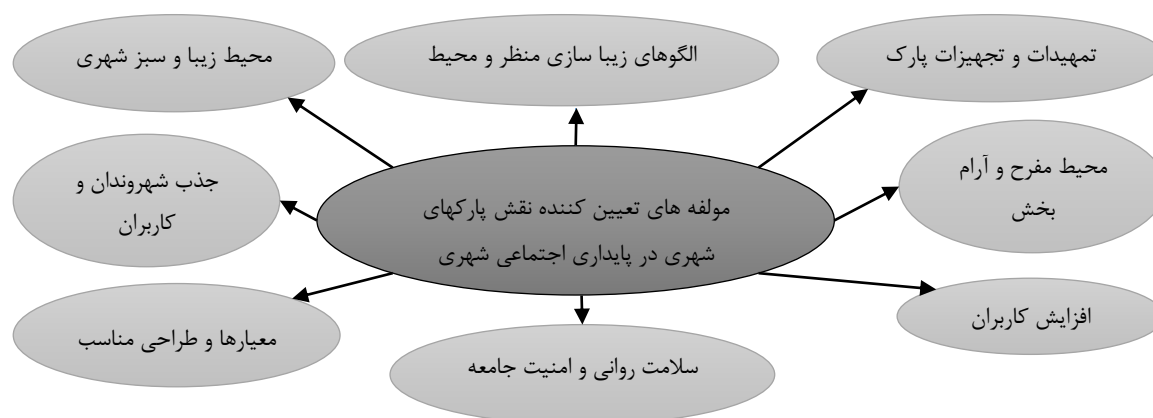 تمهیدات و تجهیزات پارک
الگوهای زیبا سازی منظر و محیط
محیط زیبا و سبز شهری
محیط مفرح و آرام
بخش
جذب شهروندان و
کاربران
مولفه های تعیین کننده نقش پارکهای
شهری در پایداری اجتماعی شهری
افزایش کاربران
معیارها و طراحی مناسب
سلامت روانی و امنیت جامعه